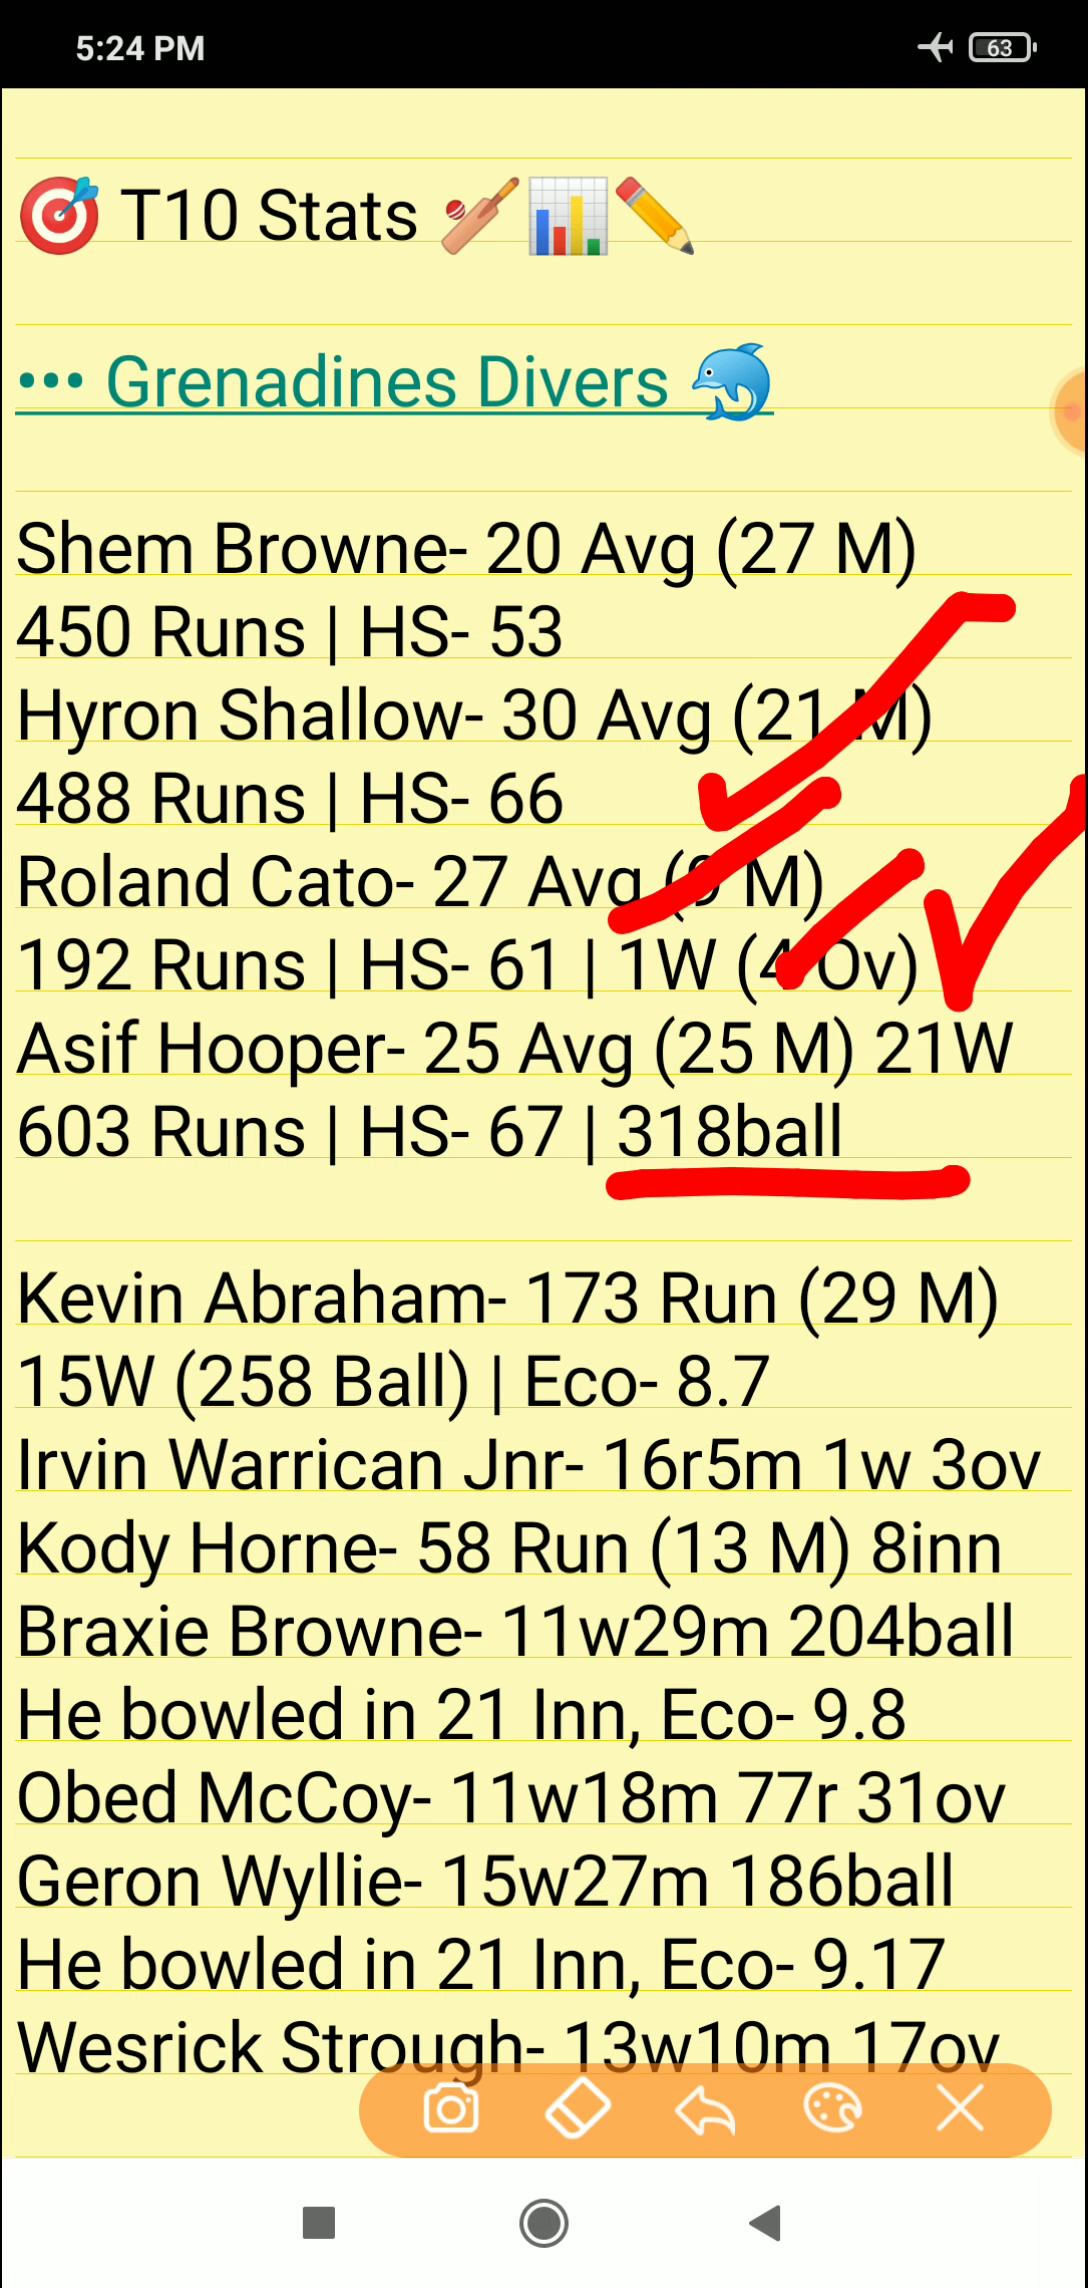 5:24 PM
63
🎯 T10 Stats 🏏📊✏️
••• Grenadines Divers 🐬
Shem Browne- 20 Avg (27 M)
450 Runs | HS- 53
Hyron Shallow- 30 Avg (21 M)
488 Runs | HS- 66
Roland Cato- 27 Avg (9 M)
192 Runs | HS- 61 | 1W (4 Ov)
Asif Hooper- 25 Avg (25 M) 21W
603 Runs | HS- 67 | 318ball
Kevin Abraham- 173 Run (29 M)
15W (258 Ball) | Eco- 8.7
Irvin Warrican Jnr- 16r5m 1w 3ov
Kody Horne- 58 Run (13 M) 8inn
Braxie Browne- 11w29m 204ball
He bowled in 21 Inn, Eco- 9.8
Obed McCoy- 11w18m 77r 31ov
Geron Wyllie- 15w27m 186ball
He bowled in 21 Inn, Eco- 9.17
Wesrick Strough- 13w10m 17ov